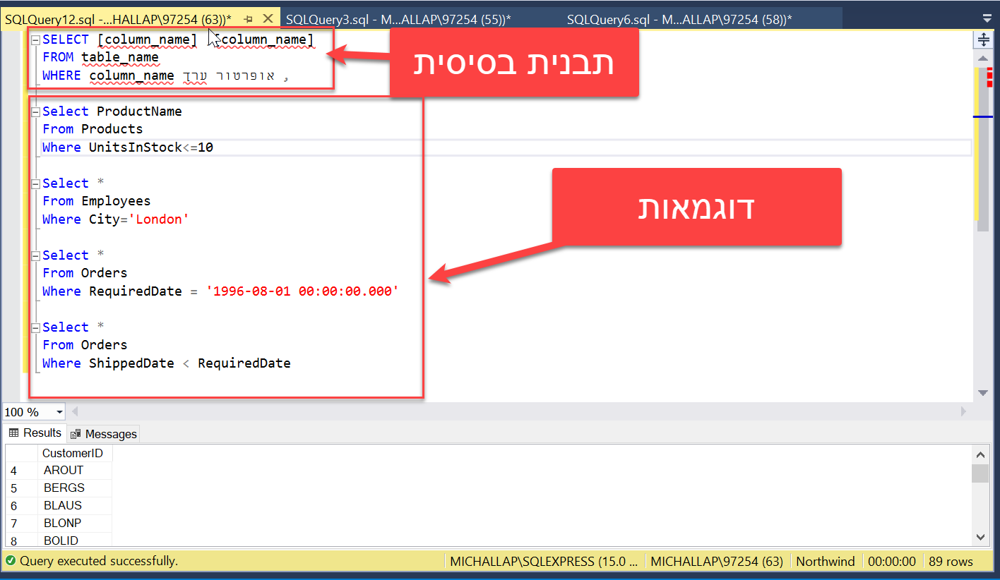 SQLQuery12.sql -...HALLAP\97254 (63))* SQLQuery3.sql - M...ALLAP\97254 (55))* SQLQuery6.sql - M...ALLAP\97254 (58))*
SELECT [column_name] [column_name]
FROM table_name
WHERE column_name אופרטור ערך ,
תבנית בסיסית
Select ProductName
From Products
Where UnitsInStock<=10
Select *
From Employees
Where City='London'
דוגמאות
Select *
From Orders
Where RequiredDate = '1996-08-01 00:00:00.000'
Select *
From Orders
Where ShippedDate < RequiredDate
100 %
Results Messages
CustomerID
4 AROUT
5 BERGS
6 BLAUS
7 BLONP
8 BOLID
Query executed successfully. MICHALLAP\SQLEXPRESS (15.0 ... MICHALLAP\97254 (63) Northwind 00:00:00 89 rows